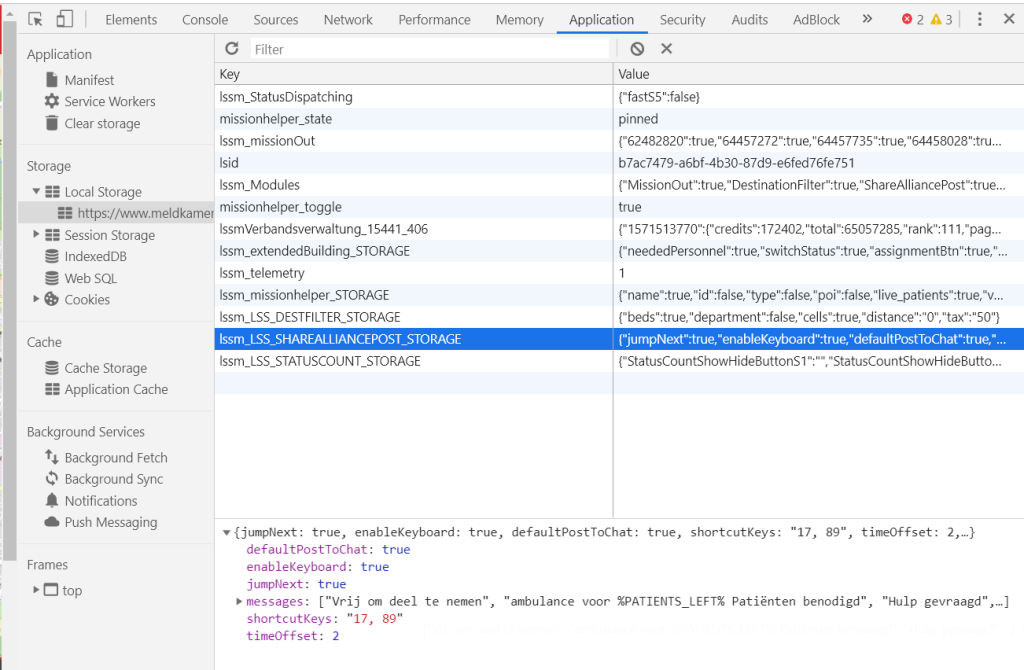 Elements Console Sources Network Performance Memory Application Security Audits AdBlock » 2 3
Application
Manifest
Service Workers
Clear storage
Storage
Local Storage
https://www.meldkamer
Session Storage
IndexedDB
Web SQL
Cookies
Cache
Cache Storage
Application Cache
Background Services
Background Fetch
Background Sync
Notifications
Push Messaging
Frames
top
Filter
Key Value
lssm_StatusDispatching {"fastS5":false}
missionhelper_state pinned
lssm_missionOut {"62482820":true,"64457272":true,"64457735":true,"64458028":tru...
lsid b7ac7479-a6bf-4b30-87d9-e6fed76fe751
lssm_Modules {"MissionOut":true,"DestinationFilter":true,"ShareAlliancePost":true...
missionhelper_toggle true
lssmVerbandsverwaltung_15441_406 {"1571513770":{"credits":172402,"total":65057285,"rank":111,"pag...
lssm_extendedBuilding_STORAGE {"neededPersonnel":true,"switchStatus":true,"assignmentBtn":true,"...
lssm_telemetry 1
lssm_missionhelper_STORAGE {"name":true,"id":false,"type":false,"poi":false,"live_patients":true,"v...
lssm_LSS_DESTFILTER_STORAGE {"beds":true,"department":false,"cells":true,"distance":"0","tax":"50"}
lssm_LSS_SHAREALLIANCEPOST_STORAGE {"jumpNext":true,"enableKeyboard":true,"defaultPostToChat":true,"...
lssm_LSS_STATUSCOUNT_STORAGE {"StatusCountShowHideButtonS1":"","StatusCountShowHideButto...
{jumpNext: true, enableKeyboard: true, defaultPostToChat: true, shortcutKeys: "17, 89", timeOffset: 2,…}
defaultPostToChat: true
enableKeyboard: true
jumpNext: true
messages: ["Vrij om deel te nemen", "ambulance voor %PATIENTS_LEFT% Patiënten benodigd", "Hulp gevraagd",…]
shortcutKeys: "17, 89"
timeOffset: 2